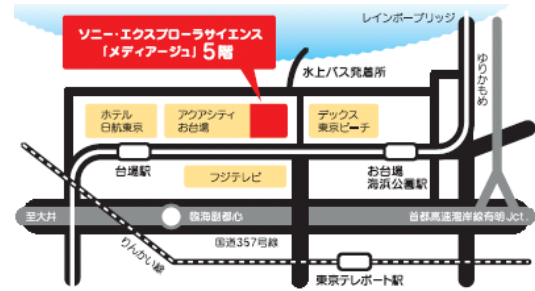 レインボーブリッジ
ソニー・エクスプローラサイエンス
「メディアージュ」5階
ゆりかもめ
水上バス発着所
ホテル
日航東京
アクアシティ
お台場
デックス
東京ビーチ
台場駅
フジテレビ
お台場
海浜公園駅
至大井
臨海副都心
首都高速湾岸線有明Jct.
りんかい線
国道357号線
東京テレポート駅